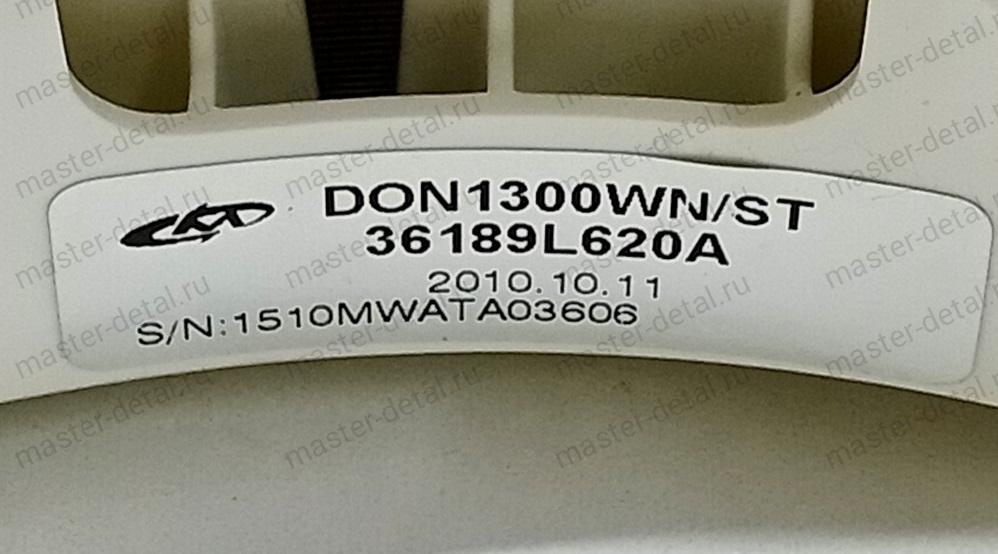 DON1300WN/ST
36189L620A
2010.10.11
S/N:1510MWATA03606
master-detal.ru